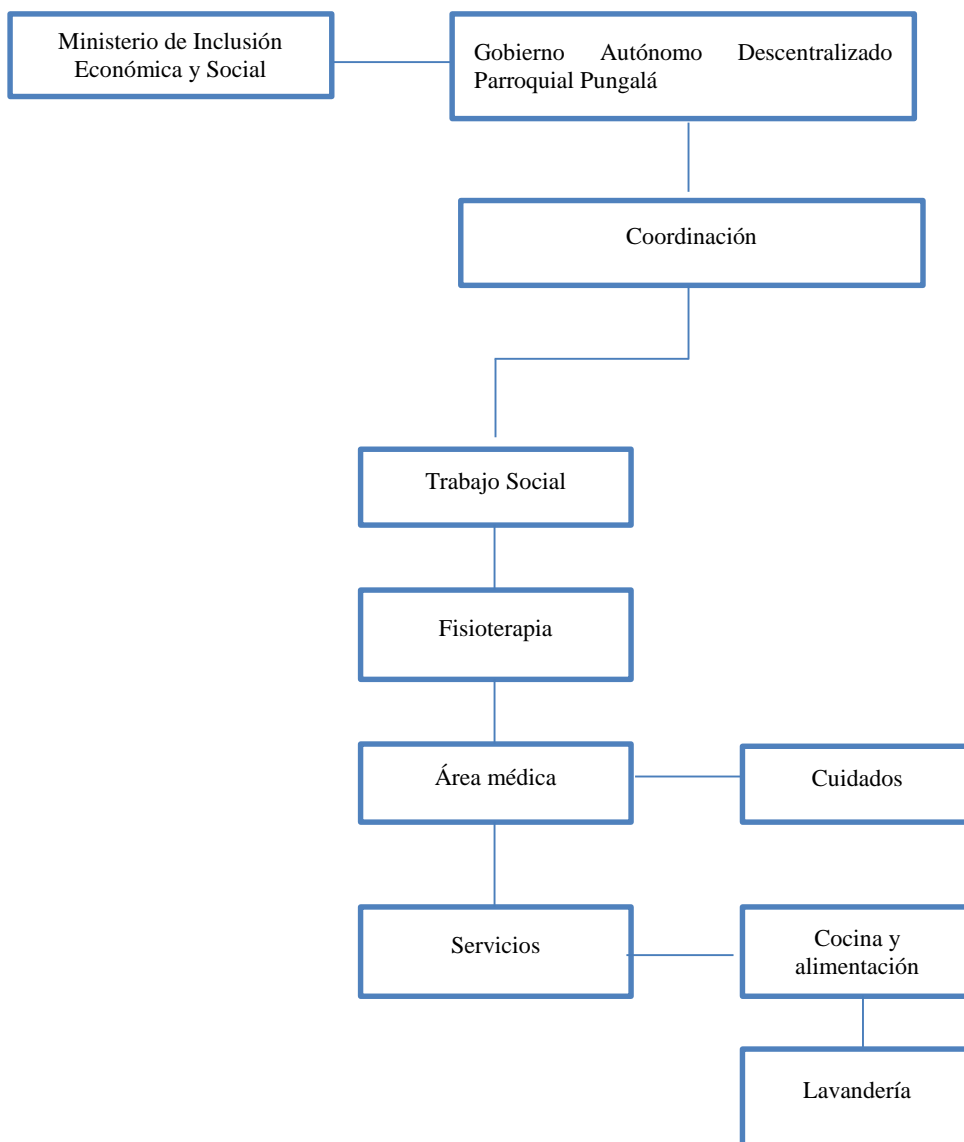 Ministerio de Inclusión
Económica y Social
Gobierno Autónomo Descentralizado
Parroquial Pungalá
Coordinación
Trabajo Social
Fisioterapia
Área médica
Cuidados
Servicios
Cocina y
alimentación
Lavandería